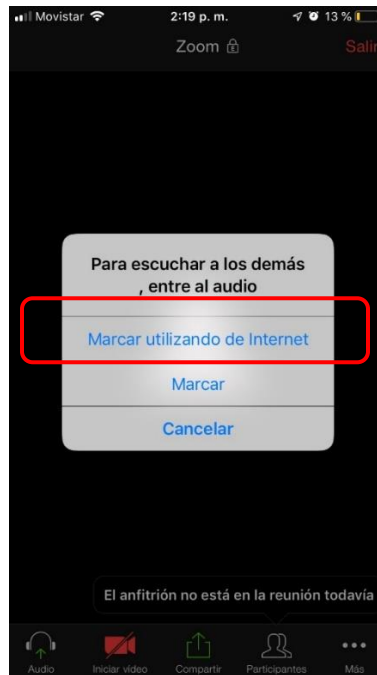 Movistar 2:19 p. m. 13 %
Zoom Salir
Para escuchar a los demás
, entre al audio
Marcar utilizando de Internet
Marcar
Cancelar
El anfitrión no está en la reunión todavía
Audio Iniciar vídeo Compartir Participantes Más